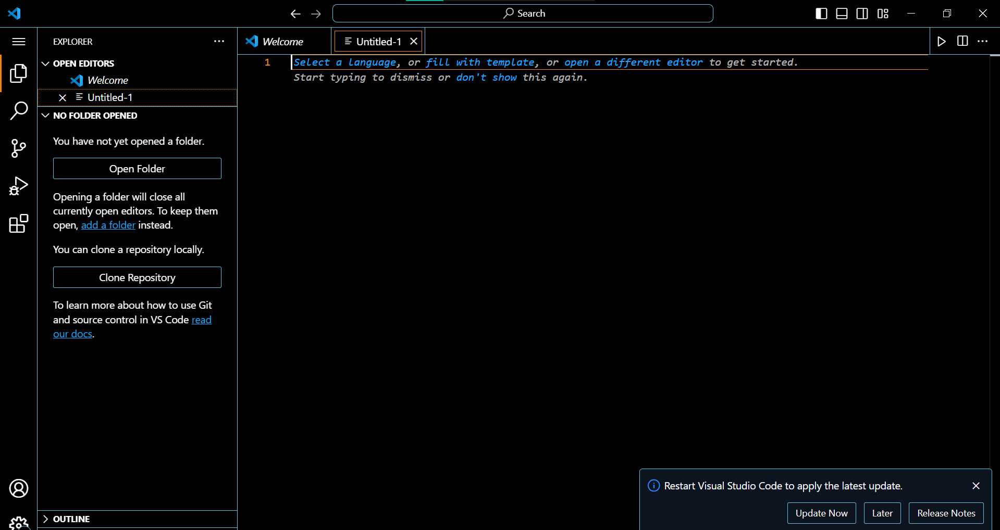 Search
EXPLORER
OPEN EDITORS
Welcome
Untitled-1
NO FOLDER OPENED
You have not yet opened a folder.
Open Folder
Opening a folder will close all
currently open editors. To keep them
open, add a folder instead.
You can clone a repository locally.
Clone Repository
To learn more about how to use Git
and source control in VS Code read
our docs.
OUTLINE
Welcome
Untitled-1
1
Select a language, or fill with template, or open a different editor to get started.
Start typing to dismiss or don't show this again.
Restart Visual Studio Code to apply the latest update.
Update Now
Later
Release Notes